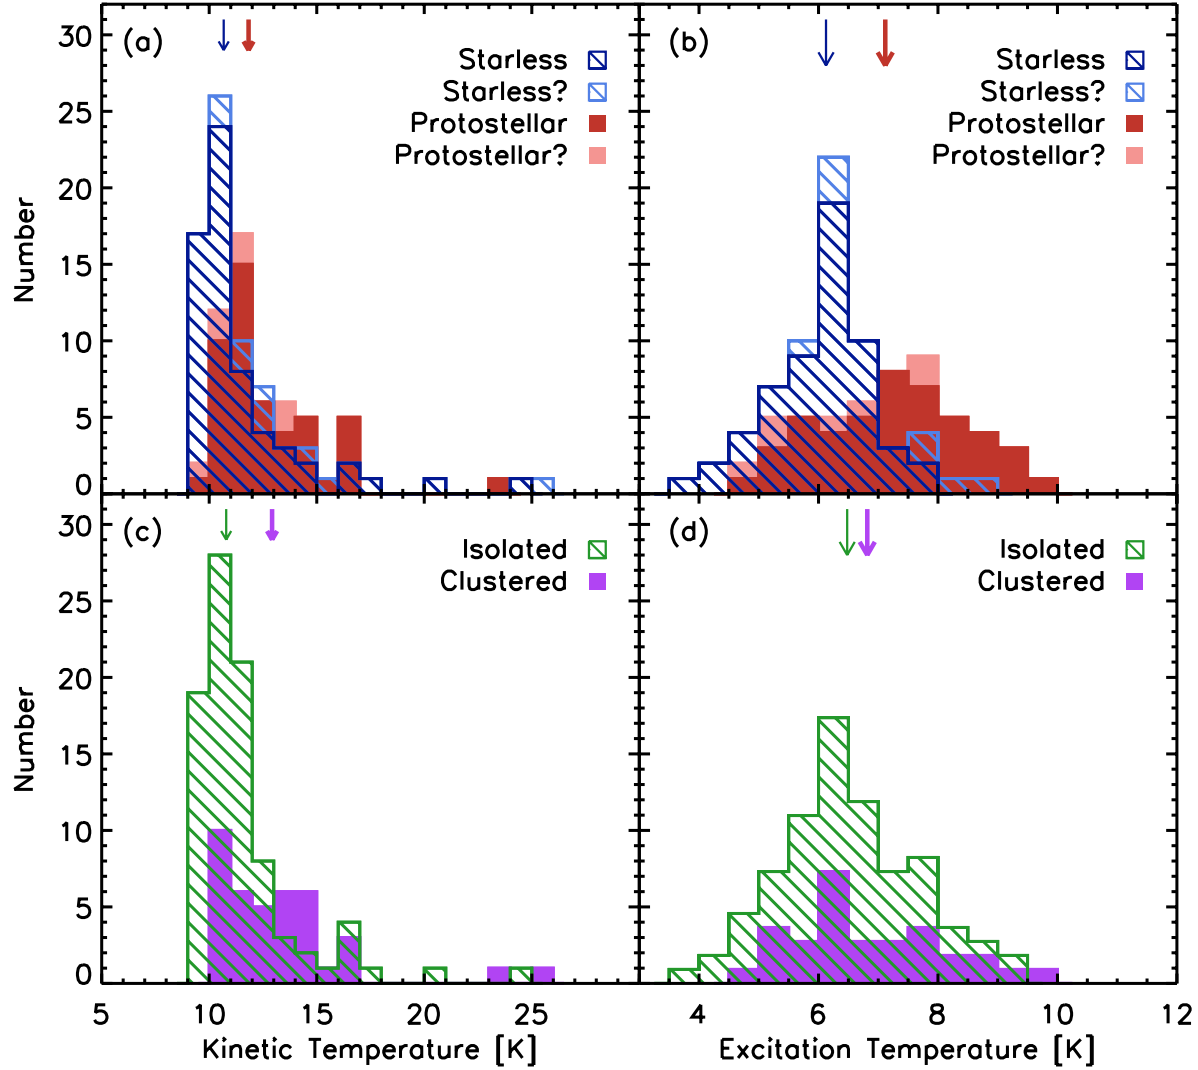 (a)
Starless
Starless?
Protostellar
Protostellar?
30
25
20
15
10
5
0
Number
(b)
Starless
Starless?
Protostellar
Protostellar?
(c)
Isolated
Clustered
30
25
20
15
10
5
0
Number
(d)
Isolated
Clustered
5 10 15 20 25
Kinetic Temperature [K]
4 6 8 10 12
Excitation Temperature [K]